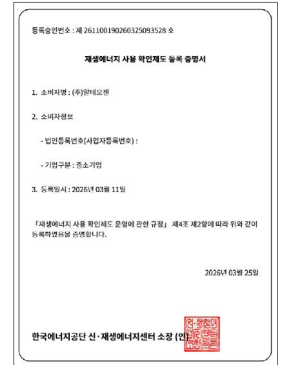 등록승인번호 : 제 261100190260325093528 호
재생에너지 사용 확인제도 등록 증명서
1. 소비자명 : (주)알테오젠
2. 소비자정보
- 법인등록번호(사업자등록번호) :
- 기업구분 : 중소기업
3. 등록일시 : 2026년 03월 11일
「재생에너지 사용 확인제도 운영에 관한 규정」 제4조 제2항에 따라 위와 같이
등록하였음을 증명합니다.
2026년 03월 25일
한국에너지공단 신·재생에너지센터 소장 (인)